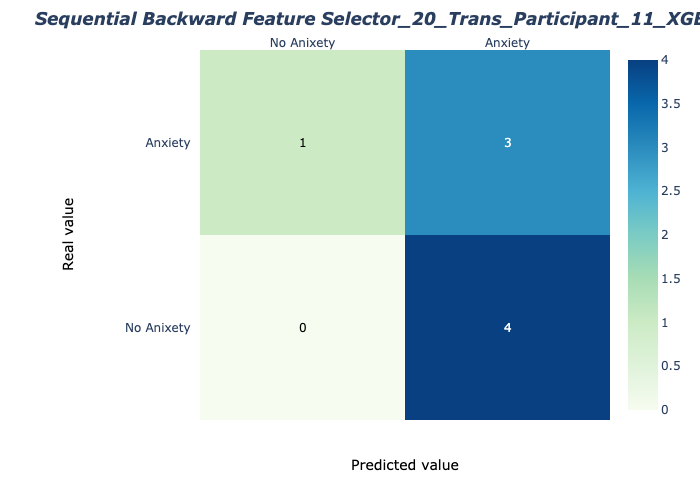 Sequential Backward Feature Selector_20_Trans_Participant_11_XGB
No Anixety
Anxiety
4
3.5
3
2.5
2
1.5
1
0.5
0
Anxiety
1
3
Real value
No Anixety
0
4
Predicted value